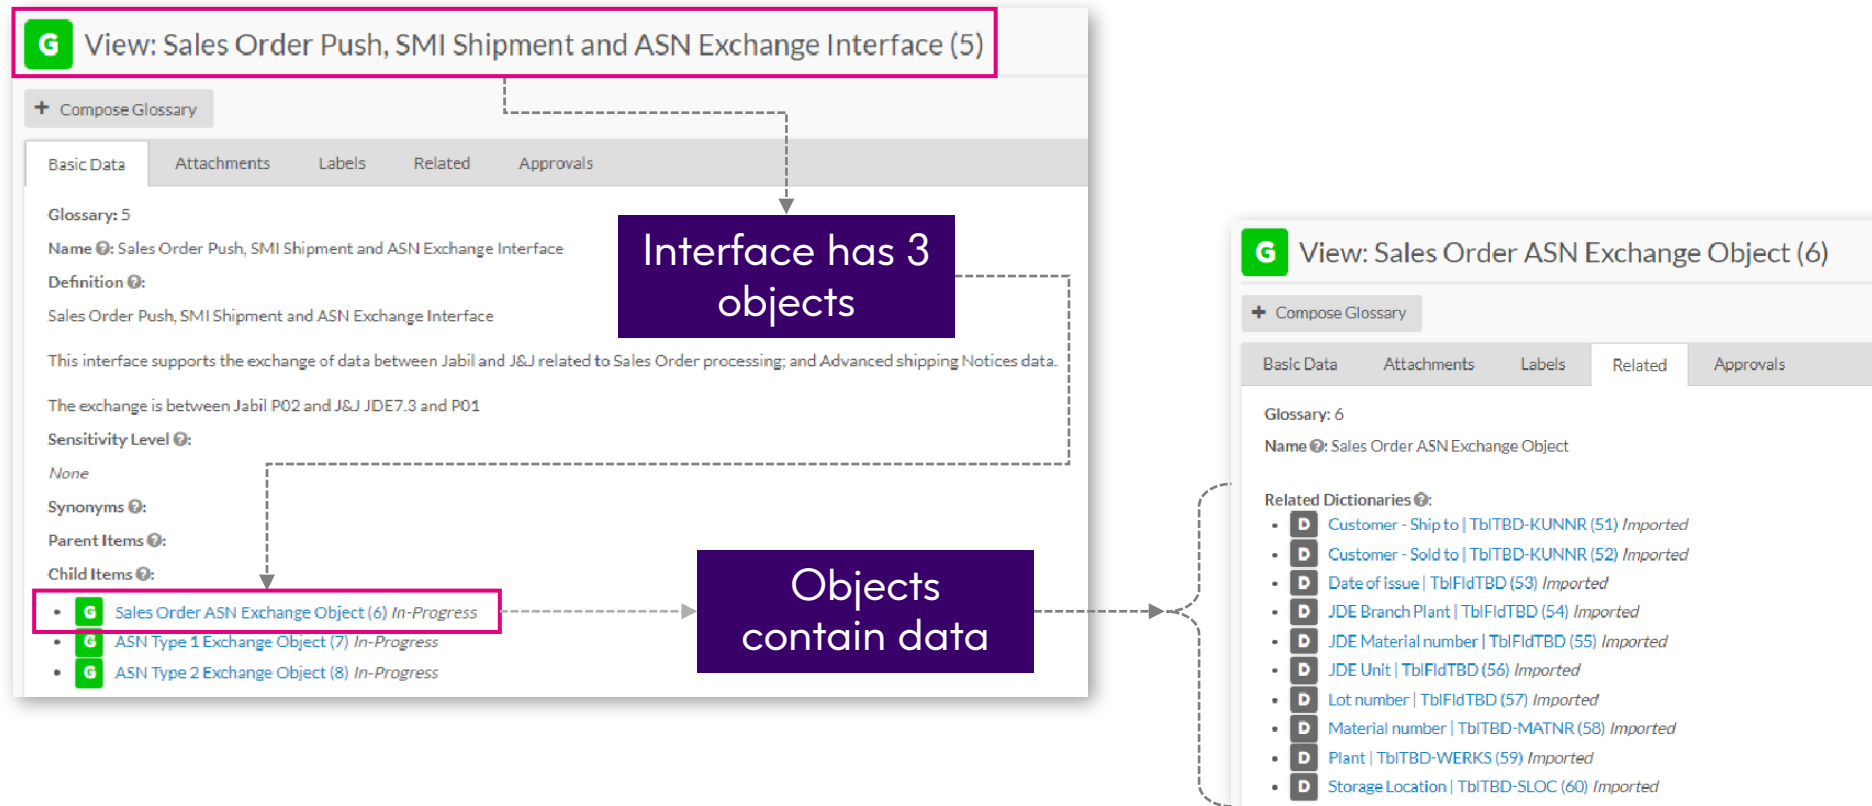 G View: Sales Order Push, SMI Shipment and ASN Exchange Interface (5)
+ Compose Glossary
Basic Data Attachments Labels Related Approvals
Glossary: 5
Name ?: Sales Order Push, SMI Shipment and ASN Exchange Interface
Definition ?:
Sales Order Push, SMI Shipment and ASN Exchange Interface
This interface supports the exchange of data between Jabil and J&J related to Sales Order processing; and Advanced shipping Notices data.
The exchange is between Jabil P02 and J&J JDE7.3 and P01
Sensitivity Level ?:
None
Synonyms ?:
Parent Items ?:
Child Items ?:
• G Sales Order ASN Exchange Object (6) In-Progress
• G ASN Type 1 Exchange Object (7) In-Progress
• G ASN Type 2 Exchange Object (8) In-Progress
Interface has 3
objects
Objects
contain data
G View: Sales Order ASN Exchange Object (6)
+ Compose Glossary
Basic Data Attachments Labels Related Approvals
Glossary: 6
Name ?: Sales Order ASN Exchange Object
Related Dictionaries ?:
• D Customer - Ship to | TblTBD-KUNNR (51) Imported
• D Customer - Sold to | TblTBD-KUNNR (52) Imported
• D Date of issue | TblFldTBD (53) Imported
• D JDE Branch Plant | TblFldTBD (54) Imported
• D JDE Material number | TblFldTBD (55) Imported
• D JDE Unit | TblFldTBD (56) Imported
• D Lot number | TblFldTBD (57) Imported
• D Material number | TblTBD-MATNR (58) Imported
• D Plant | TblTBD-WERKS (59) Imported
• D Storage Location | TblTBD-SLOC (60) Imported